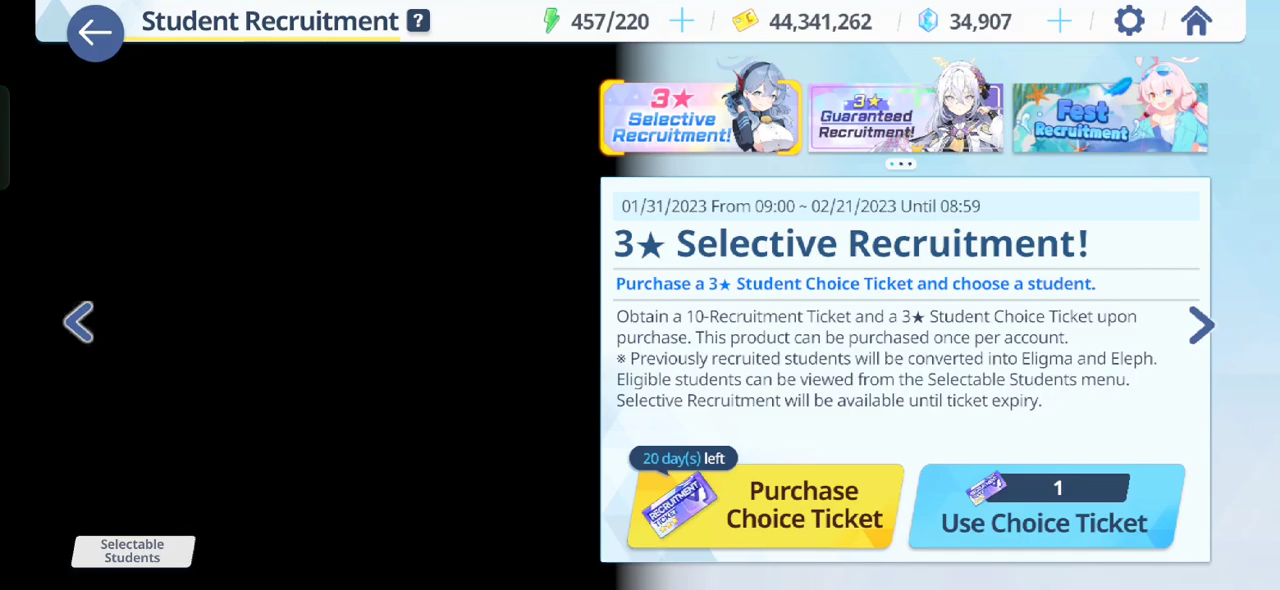 Student Recruitment ?
457/220
44,341,262
34,907
3★
Selective
Recruitment!
3★
Guaranteed
Recruitment!
Fest
Recruitment
01/31/2023 From 09:00 ~ 02/21/2023 Until 08:59
3★ Selective Recruitment!
Purchase a 3★ Student Choice Ticket and choose a student.
Obtain a 10-Recruitment Ticket and a 3★ Student Choice Ticket upon
purchase. This product can be purchased once per account.
※ Previously recruited students will be converted into Eligma and Eleph.
Eligible students can be viewed from the Selectable Students menu.
Selective Recruitment will be available until ticket expiry.
20 day(s) left
RECRUITMENT
TICKET
Purchase
Choice Ticket
1
Use Choice Ticket
Selectable
Students